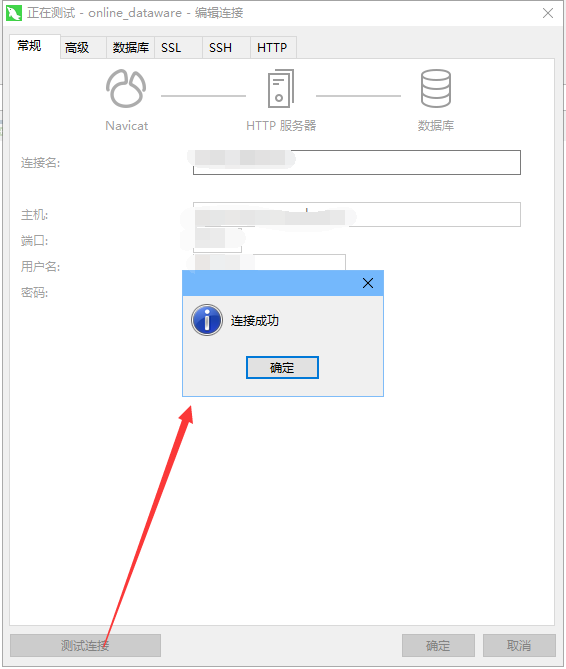 正在测试 - online_dataware - 编辑连接
常规 高级 数据库 SSL SSH HTTP
Navicat HTTP 服务器 数据库
连接名:
主机:
端口:
用户名:
密码:
连接成功
确定
测试连接 确定 取消